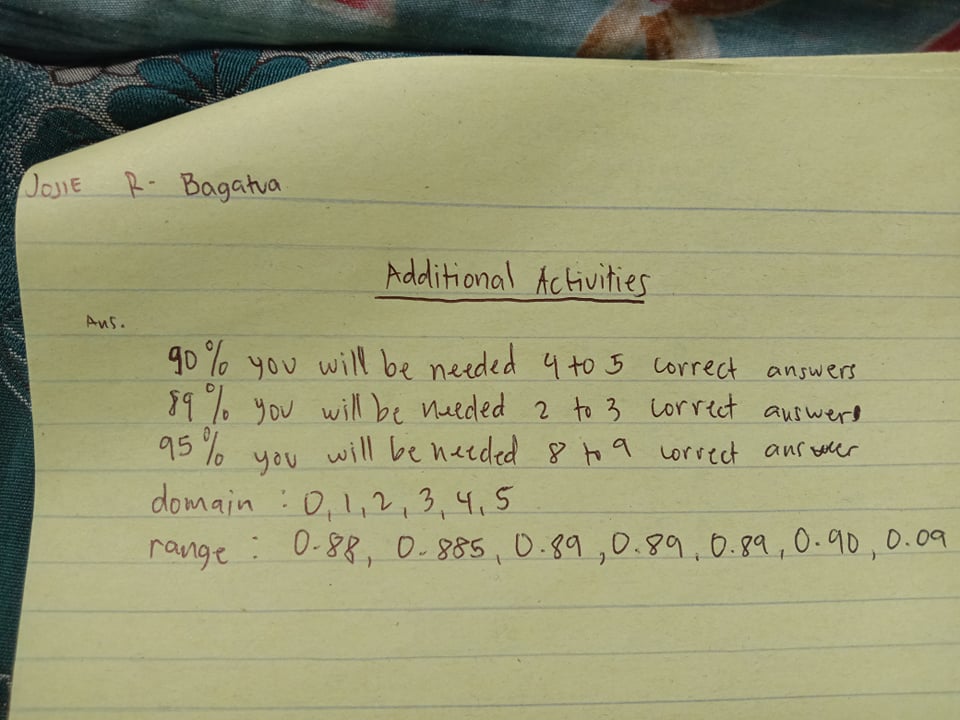 JOJIE R- Bagatua
Additional Activities
Ans.
90% you will be needed 4 to 5 correct answers
89% you will be needed 2 to 3 correct answers
95% you will be needed 8 to 9 correct answer
domain : 0, 1, 2, 3, 4, 5
range : 0.88, 0.885, 0.89, 0.89, 0.89, 0.90, 0.09